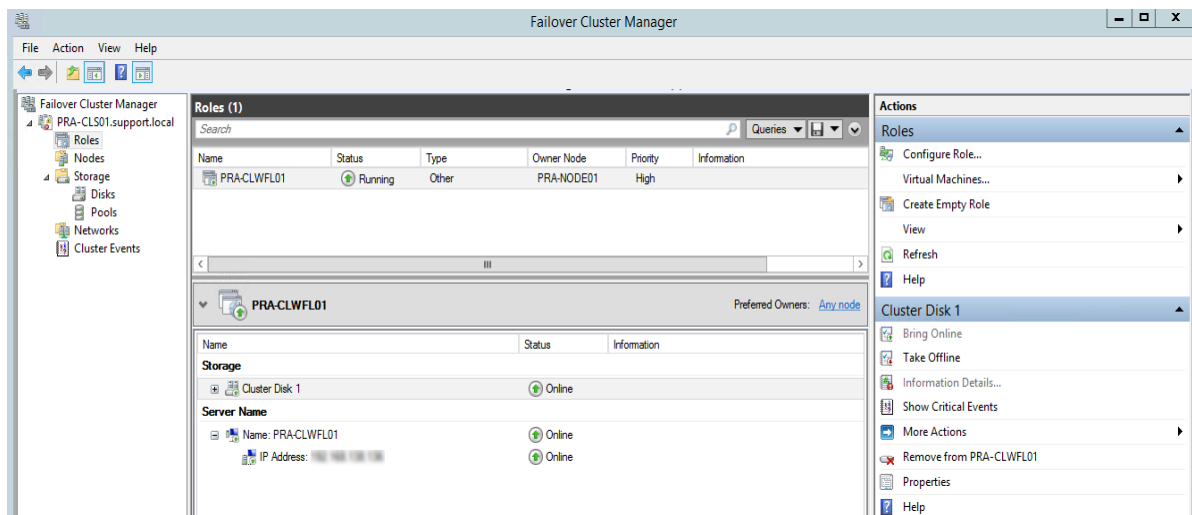 Failover Cluster Manager
File Action View Help
Failover Cluster Manager
PRA-CLS01.support.local
Roles
Nodes
Storage
Disks
Pools
Networks
Cluster Events
Roles (1)
Search
Queries
Name Status Type Owner Node Priority Information
PRA-CLWFL01 Running Other PRA-NODE01 High
PRA-CLWFL01 Preferred Owners: Any node
Name Status Information
Storage
Cluster Disk 1 Online
Server Name
Name: PRA-CLWFL01 Online
IP Address: Online
Actions
Roles
Configure Role...
Virtual Machines...
Create Empty Role
View
Refresh
Help
Cluster Disk 1
Bring Online
Take Offline
Information Details...
Show Critical Events
More Actions
Remove from PRA-CLWFL01
Properties
Help